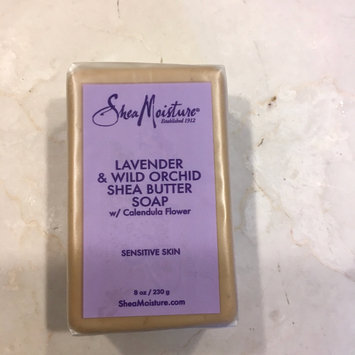 SheaMoisture®
Established 1912
LAVENDER
& WILD ORCHID
SHEA BUTTER
SOAP
w/ Calendula Flower
SENSITIVE SKIN
8 oz / 230 g
SheaMoisture.com